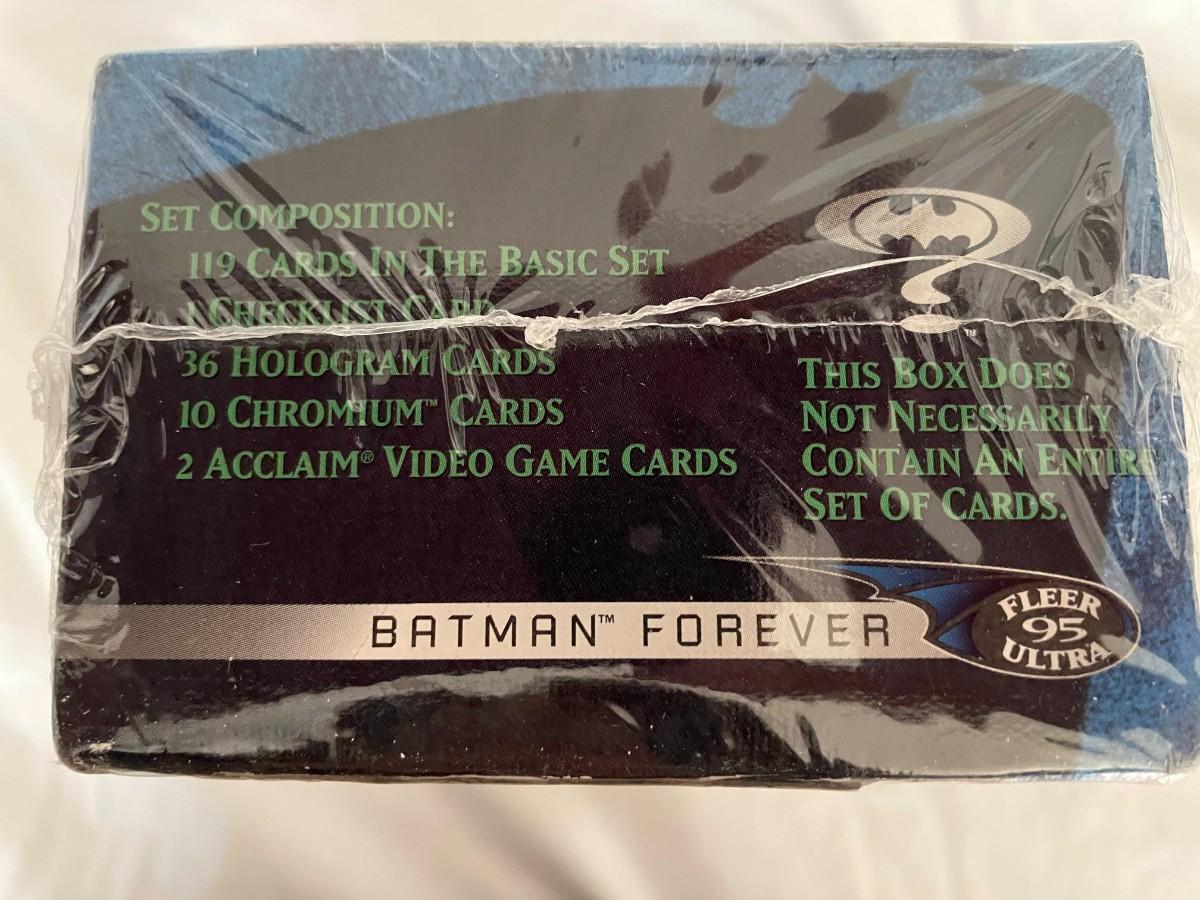 SET COMPOSITION:
119 CARDS IN THE BASIC SET
1 CHECKLIST CARD
36 HOLOGRAM CARDS
10 CHROMIUM™ CARDS
2 ACCLAIM® VIDEO GAME CARDS
™
THIS BOX DOES
NOT NECESSARILY
CONTAIN AN ENTIRE
SET OF CARDS.
BATMAN™ FOREVER
FLEER
95
ULTRA